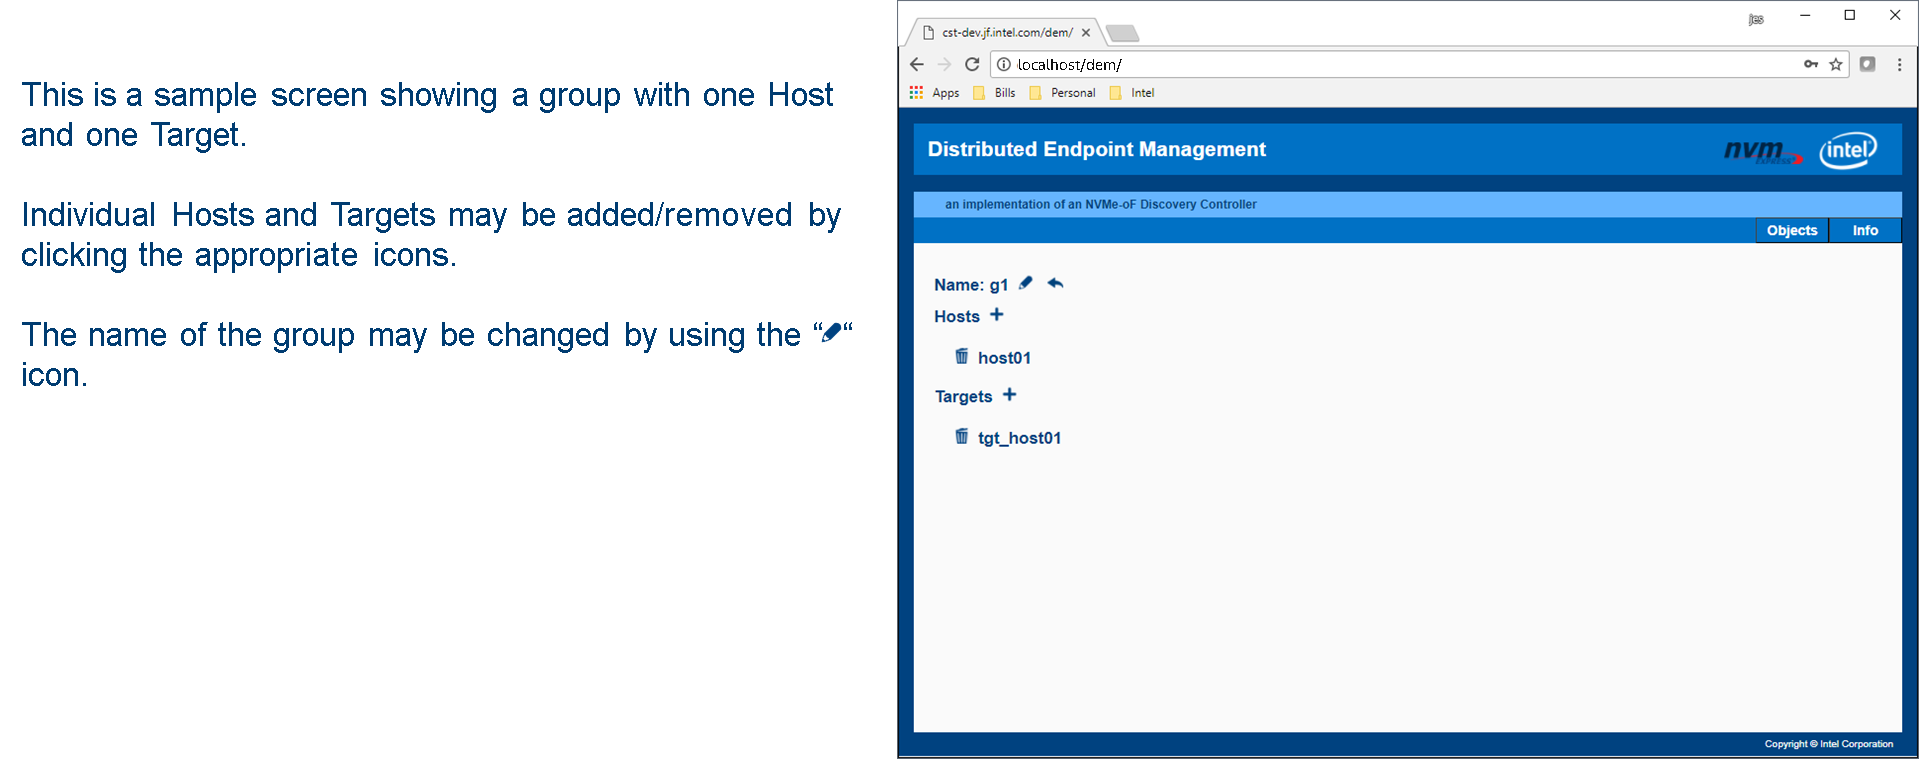 This is a sample screen showing a group with one Host
and one Target.
Individual Hosts and Targets may be added/removed by
clicking the appropriate icons.
The name of the group may be changed by using the “ “
icon.
jes
cst-dev.jf.intel.com/dem/
localhost/dem/
Apps Bills Personal Intel
Distributed Endpoint Management
nvm EXPRESS intel
an implementation of an NVMe-oF Discovery Controller
Objects Info
Name: g1
Hosts +
host01
Targets +
tgt_host01
Copyright © Intel Corporation